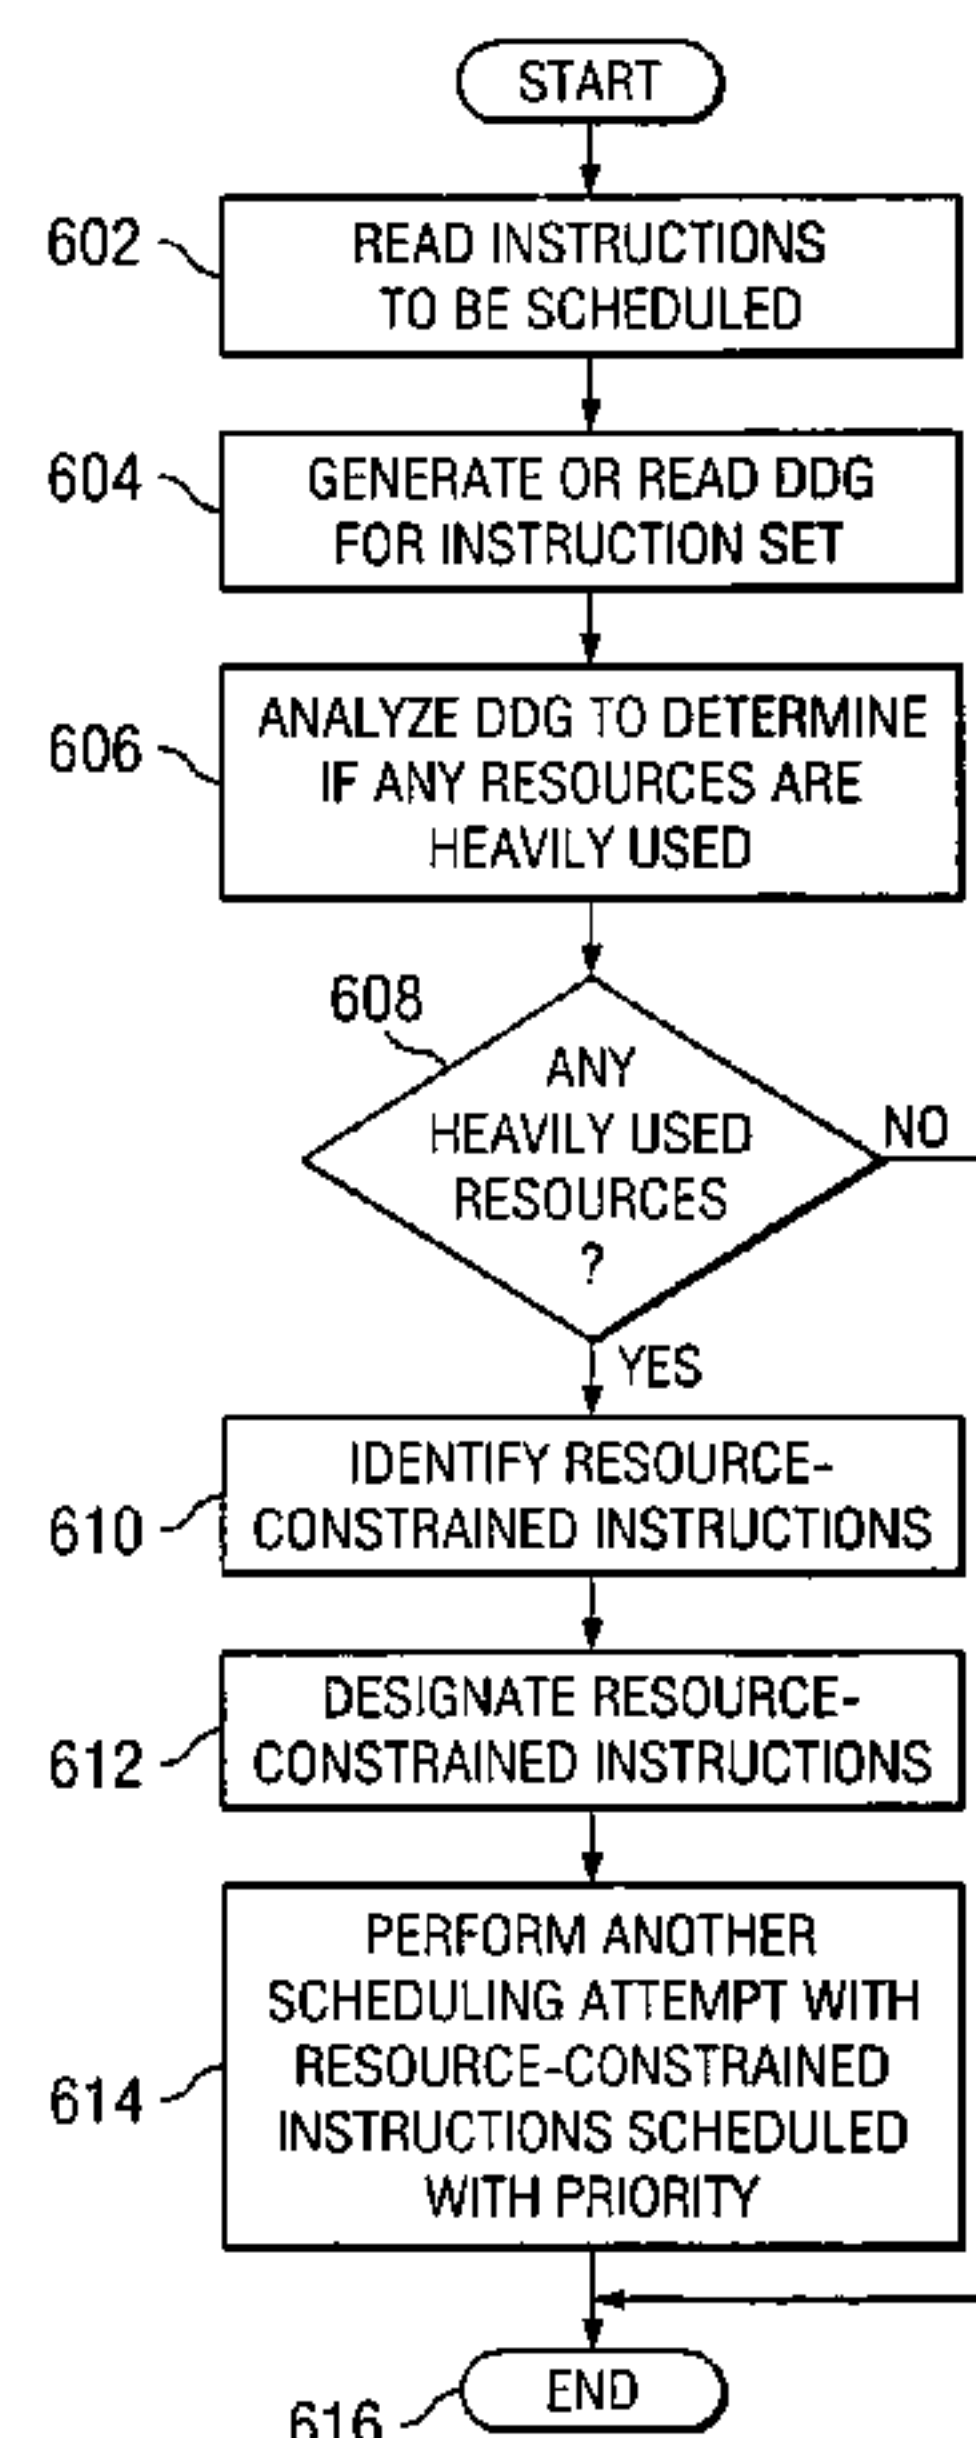 START
602
READ INSTRUCTIONS
TO BE SCHEDULED
604
GENERATE OR READ DDG
FOR INSTRUCTION SET
606
ANALYZE DDG TO DETERMINE
IF ANY RESOURCES ARE
HEAVILY USED
608
ANY
HEAVILY USED
RESOURCES
?
NO
YES
610
IDENTIFY RESOURCE-
CONSTRAINED INSTRUCTIONS
612
DESIGNATE RESOURCE-
CONSTRAINED INSTRUCTIONS
614
PERFORM ANOTHER
SCHEDULING ATTEMPT WITH
RESOURCE-CONSTRAINED
INSTRUCTIONS SCHEDULED
WITH PRIORITY
END
616